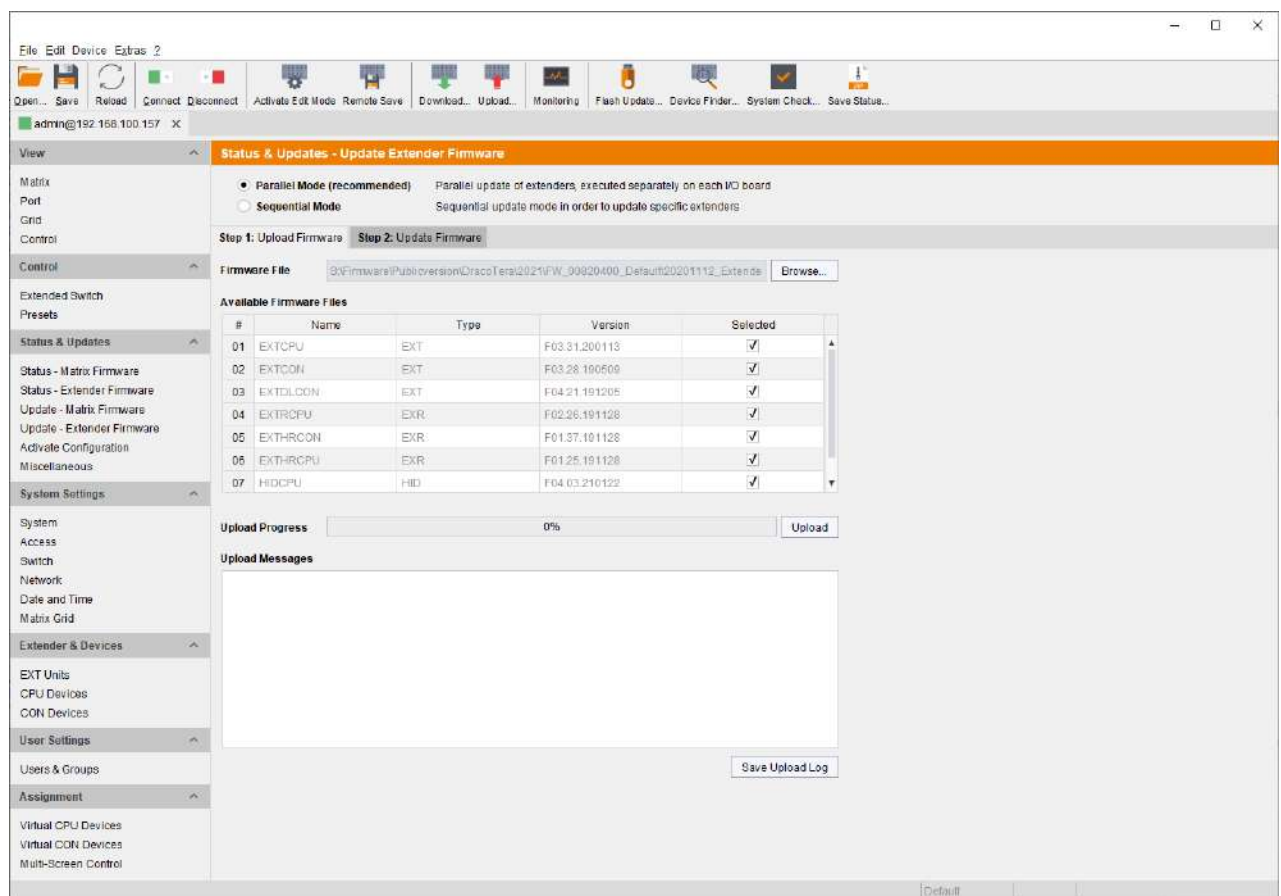 File Edit Device Extras ?
Open... Save Reload Connect Disconnect Activate Edit Mode Remote Save Download... Upload... Monitoring Flash Update... Device Finder... System Check... Save Status...
admin@192.168.100.157 X
View
Matrix
Port
Grid
Control
Control
Extended Switch
Presets
Status & Updates
Status - Matrix Firmware
Status - Extender Firmware
Update - Matrix Firmware
Update - Extender Firmware
Activate Configuration
Miscellaneous
System Settings
System
Access
Switch
Network
Date and Time
Matrix Grid
Extender & Devices
EXT Units
CPU Devices
CON Devices
User Settings
Users & Groups
Assignment
Virtual CPU Devices
Virtual CON Devices
Multi-Screen Control
Status & Updates - Update Extender Firmware
Parallel Mode (recommended) Parallel update of extenders, executed separately on each I/O board
Sequential Mode Sequential update mode in order to update specific extenders
Step 1: Upload Firmware Step 2: Update Firmware
Firmware File S:\Firmware\Publicversion\DracoTera\2021\FW_00820400_Default\20201112_Extende Browse...
Available Firmware Files
# Name Type Version Selected
01 EXTCPU EXT F03.31.200113
02 EXTCON EXT F03.28.190509
03 EXTDLCON EXT F04.21.191205
04 EXTRCPU EXR F02.26.191128
05 EXTHRCON EXR F01.37.191128
06 EXTHRCPU EXR F01.25.191128
07 HIDCPU HID F04.03.210122
Upload Progress 0% Upload
Upload Messages
Save Upload Log
Default